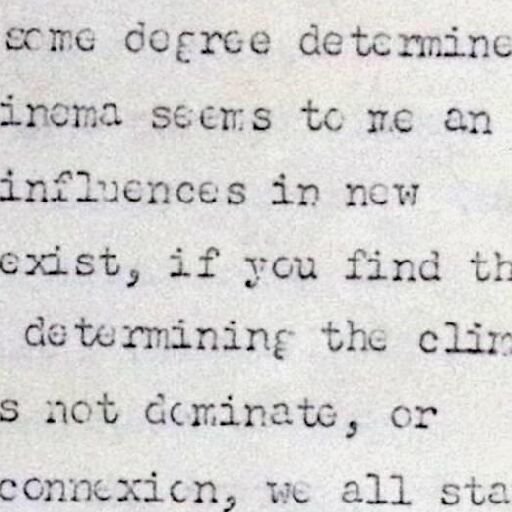 some degree determine
inema seems to me an
influences in new
exist, if you find th
determining the clim
s not dominate, or
connexion, we all sta